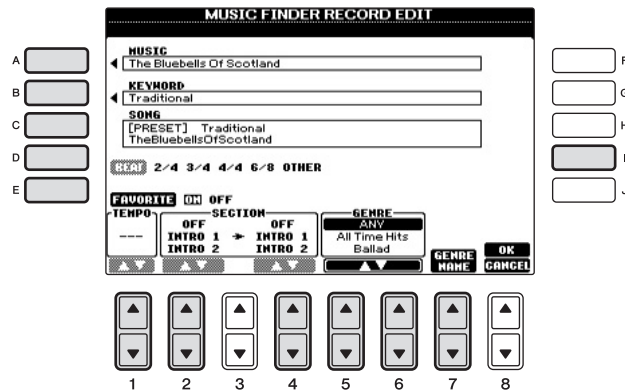 MUSIC FINDER RECORD EDIT
MUSIC
The Bluebells Of Scotland
KEYWORD
Traditional
SONG
[PRESET] Traditional
TheBluebellsOfScotland
BEAT 2/4 3/4 4/4 6/8 OTHER
FAVORITE ON OFF
TEMPO SECTION GENRE
--- OFF OFF ANY
INTRO 1 INTRO 1 All Time Hits
INTRO 2 INTRO 2 Ballad
GENRE NAME
OK
CANCEL
A
B
C
D
E
F
G
H
I
J
1 2 3 4 5 6 7 8